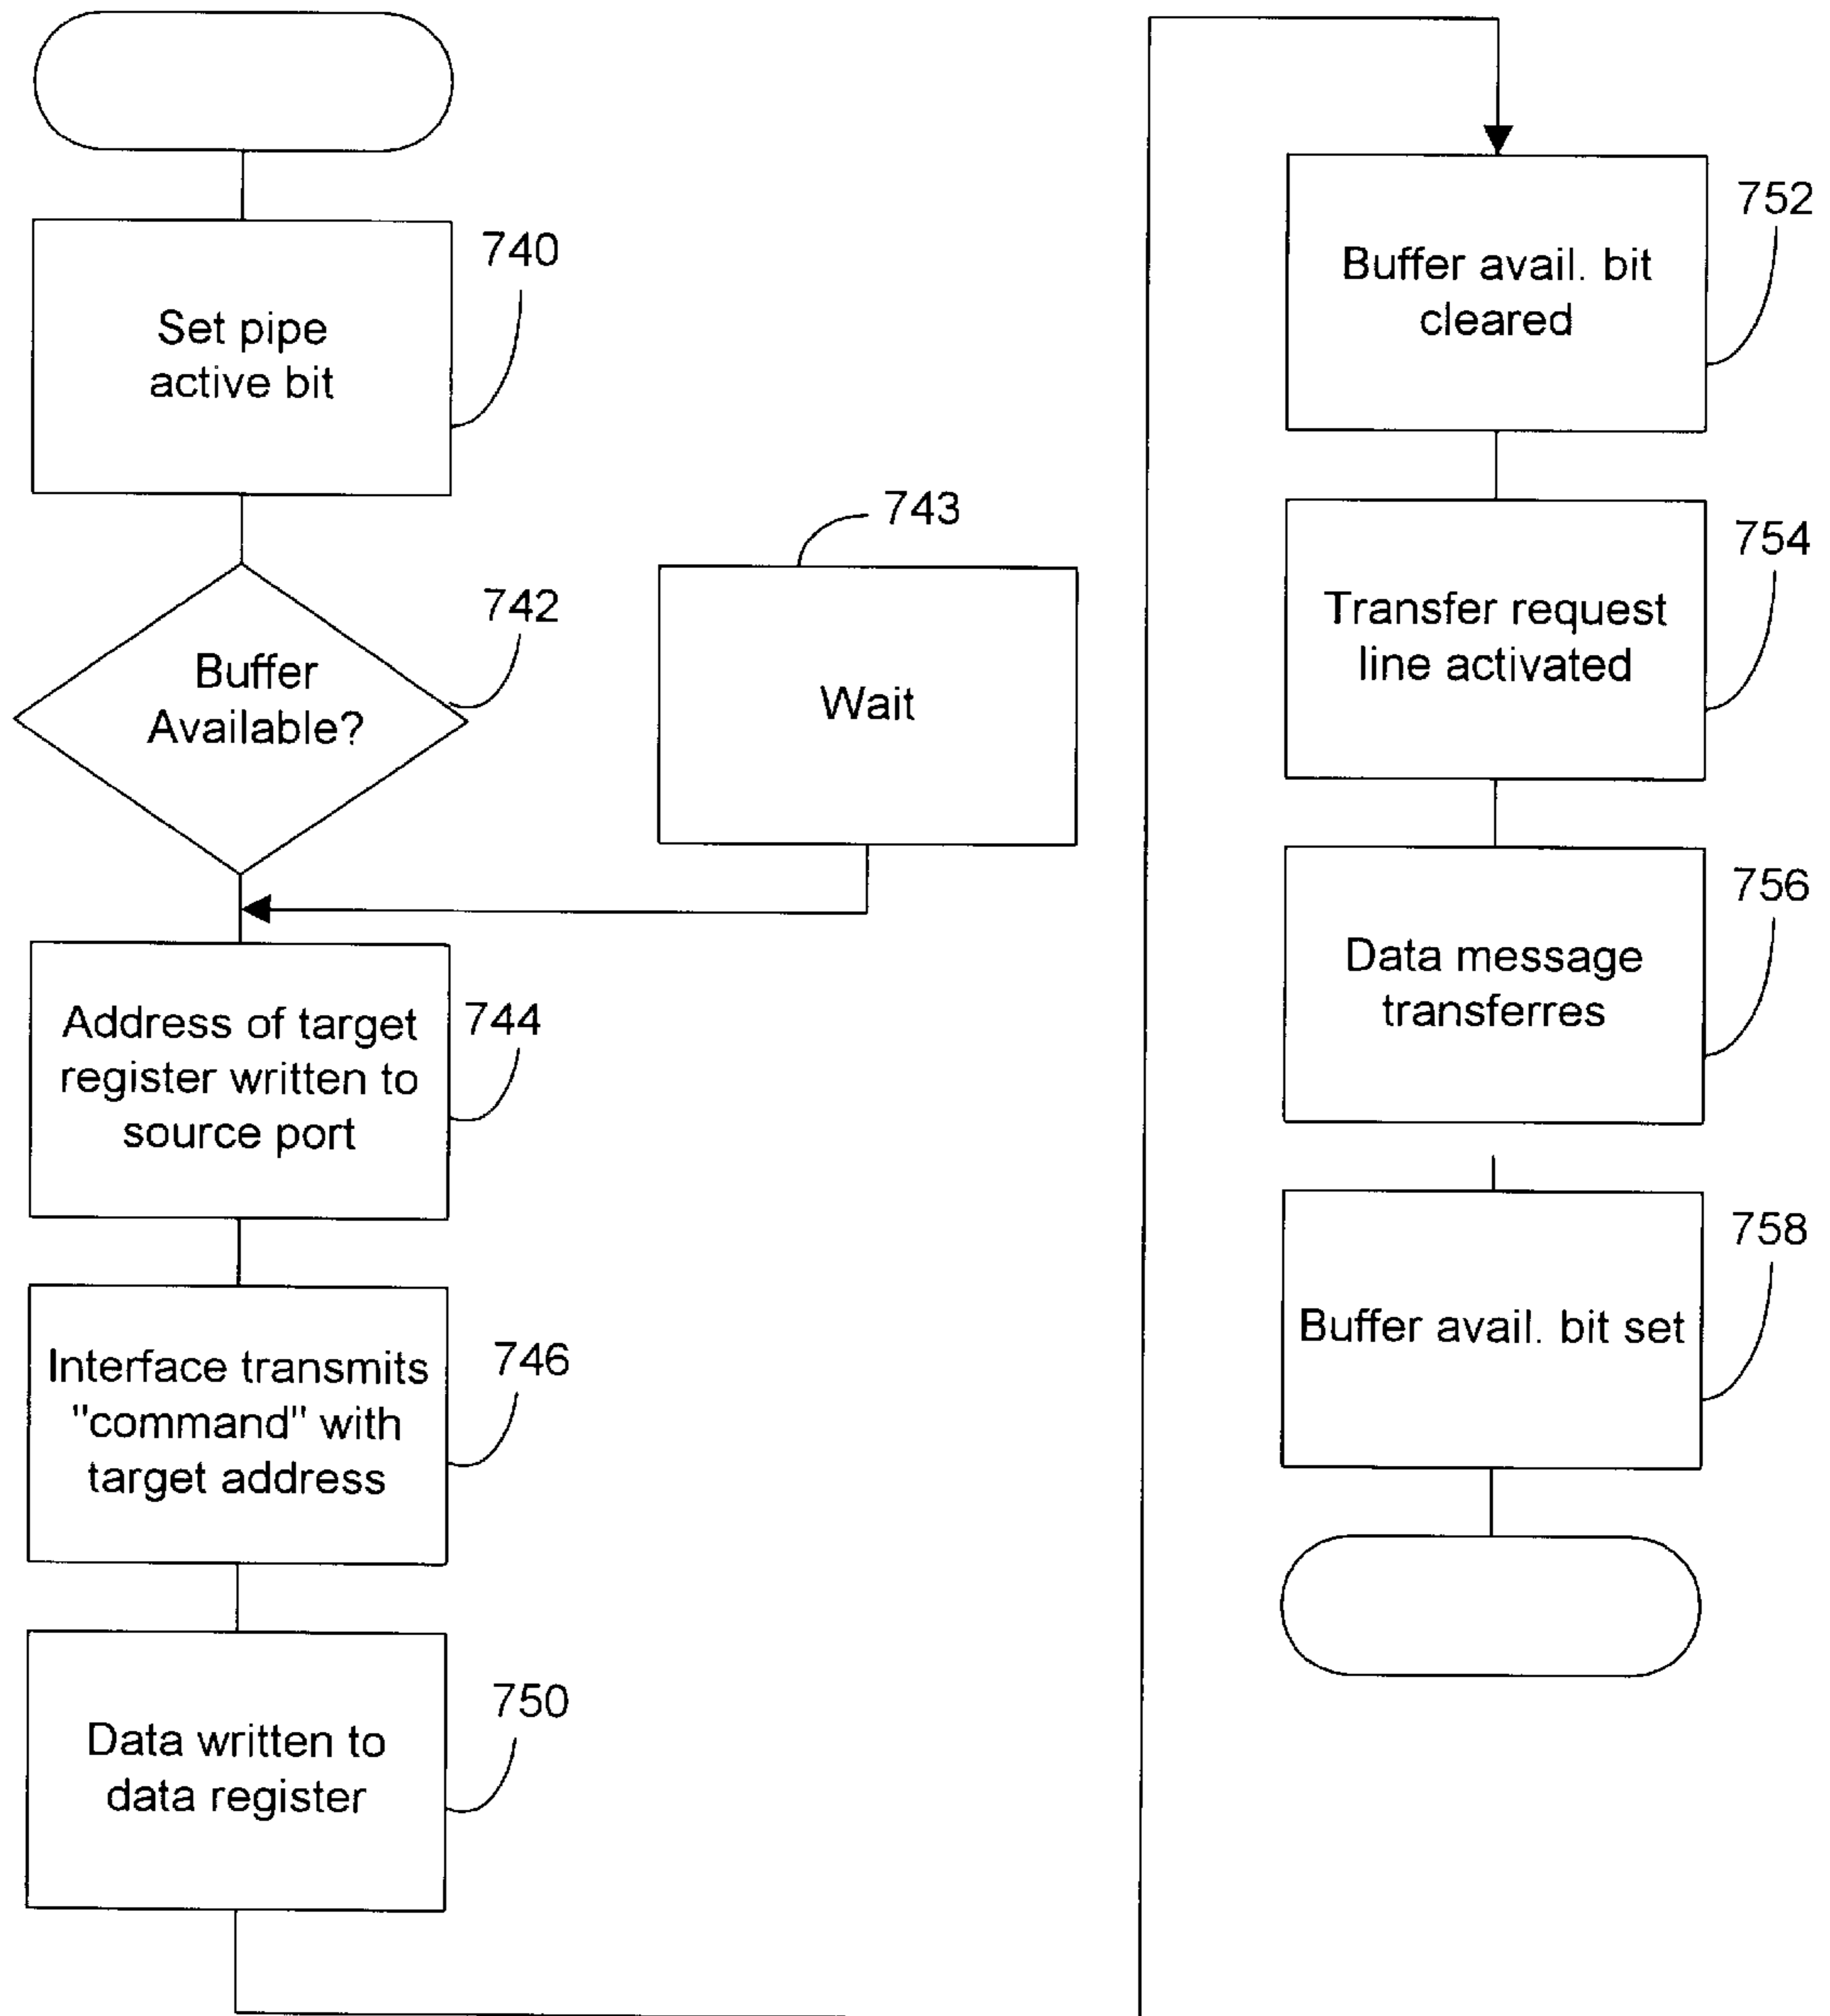 740
Set pipe
active bit
742
Buffer
Available?
743
Wait
744
Address of target
register written to
source port
746
Interface transmits
"command" with
target address
750
Data written to
data register
752
Buffer avail. bit
cleared
754
Transfer request
line activated
756
Data message
transferres
758
Buffer avail. bit set